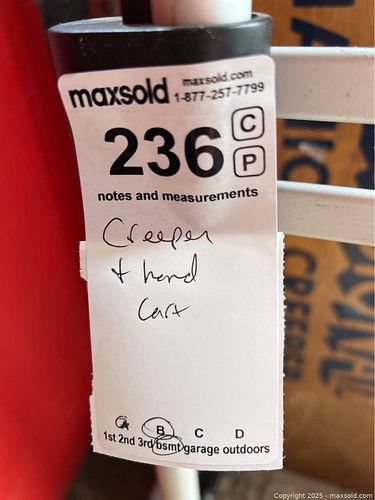 maxsold maxsold.com
1-877-257-7799
236 C
P
notes and measurements
Creeper
+ hand
Cart
A B C D
1st 2nd 3rd bsmt garage outdoors
CREEPER
Copyright 2025 - maxsold.com